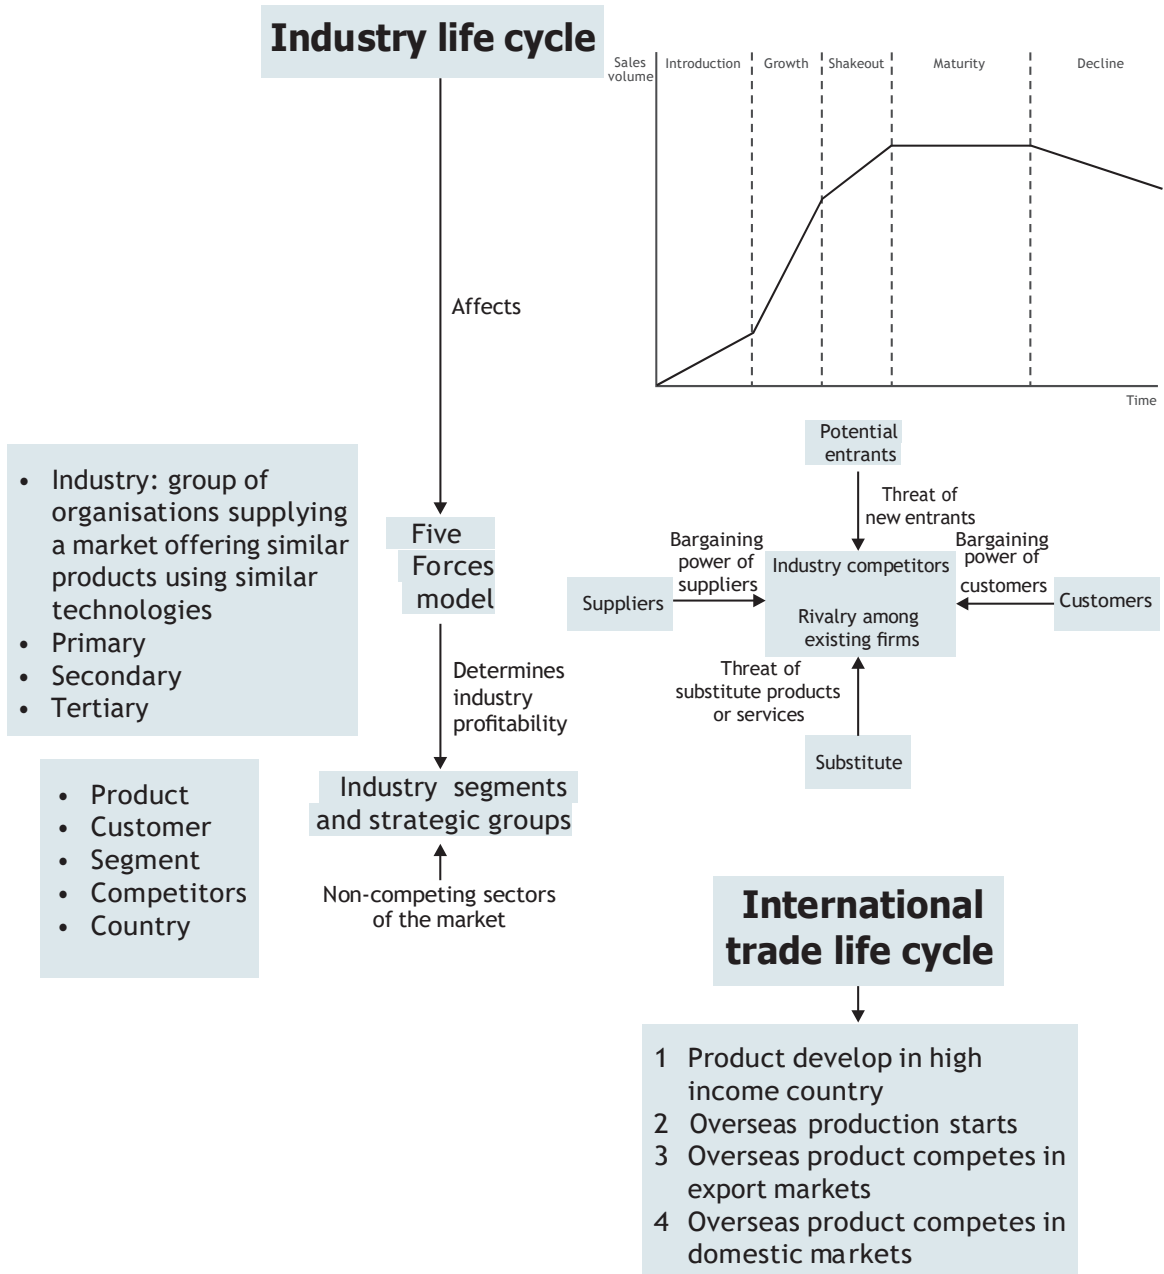 Industry life cycle
Sales
volume
Introduction
Growth
Shakeout
Maturity
Decline
Time
Affects
• Industry: group of
organisations supplying
a market offering similar
products using similar
technologies
• Primary
• Secondary
• Tertiary
Five
Forces
model
Potential
entrants
Threat of
new entrants
Bargaining
power of
suppliers
Suppliers
Industry competitors
Rivalry among
existing firms
Bargaining
power of
customers
Customers
Threat of
substitute products
or services
Substitute
Determines
industry
profitability
Industry segments
and strategic groups
Non-competing sectors
of the market
• Product
• Customer
• Segment
• Competitors
• Country
International
trade life cycle
1 Product develop in high
income country
2 Overseas production starts
3 Overseas product competes in
export markets
4 Overseas product competes in
domestic markets